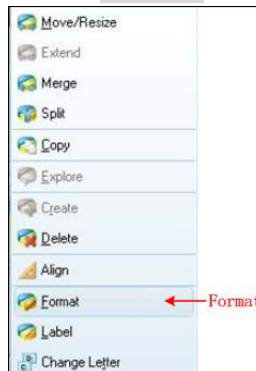 Move/Resize
Extend
Merge
Split
Copy
Explore
Create
Delete
Align
Format
Format
Label
Change Letter